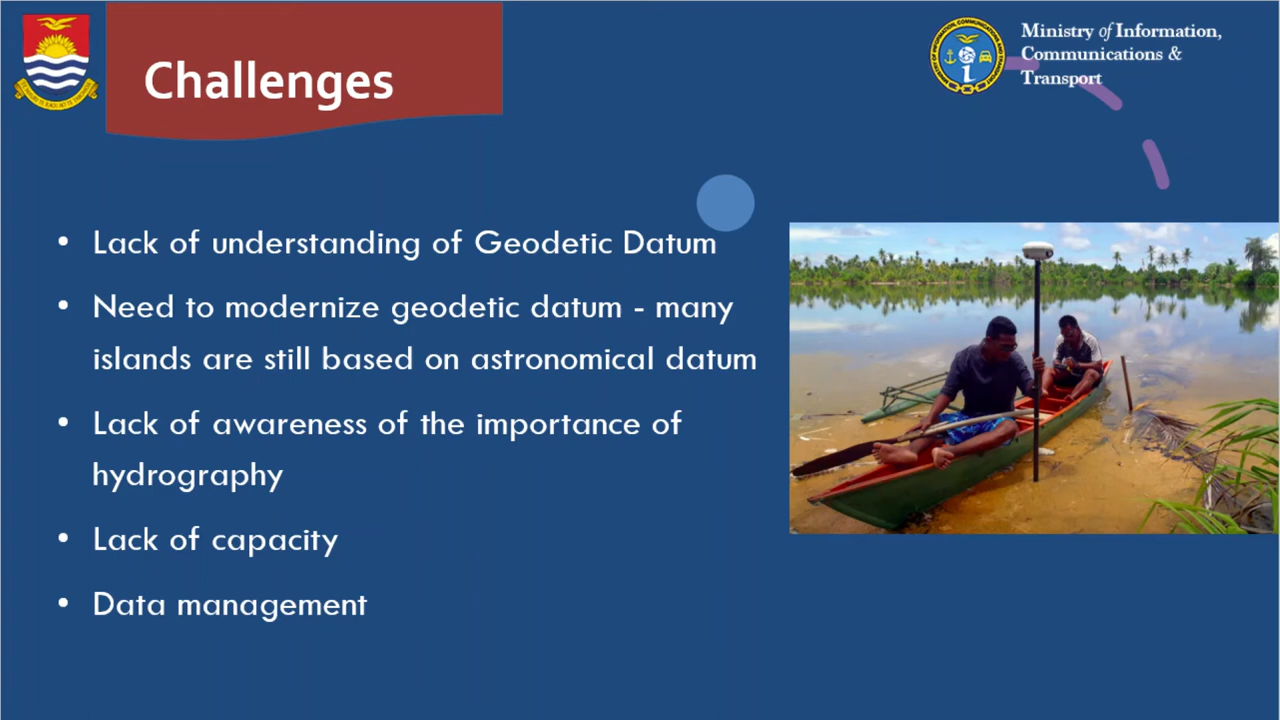 Challenges
Ministry of Information,
Communications &
Transport
• Lack of understanding of Geodetic Datum
• Need to modernize geodetic datum - many
islands are still based on astronomical datum
• Lack of awareness of the importance of
hydrography
• Lack of capacity
• Data management